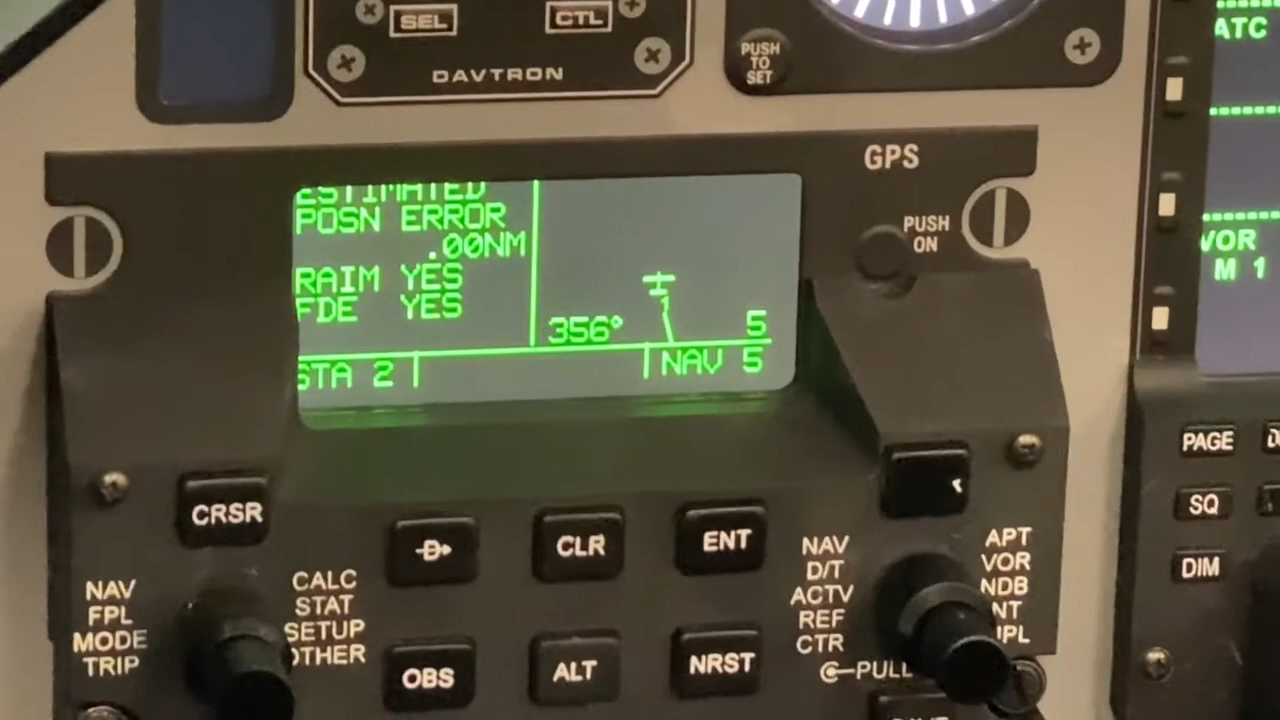 SEL
CTL
DAVTRON
PUSH
TO
SET
ATC
VOR
M 1
GPS
PUSH
ON
ESTIMATED
POSN ERROR
.00NM
RAIM YES
FDE YES
356°
1
5
STA 2
NAV 5
CRSR
CLR
ENT
NAV
FPL
MODE
TRIP
CALC
STAT
SETUP
OTHER
OBS
ALT
NRST
NAV
D/T
ACTV
REF
CTR
APT
VOR
NDB
PULL
PAGE
SQ
DIM